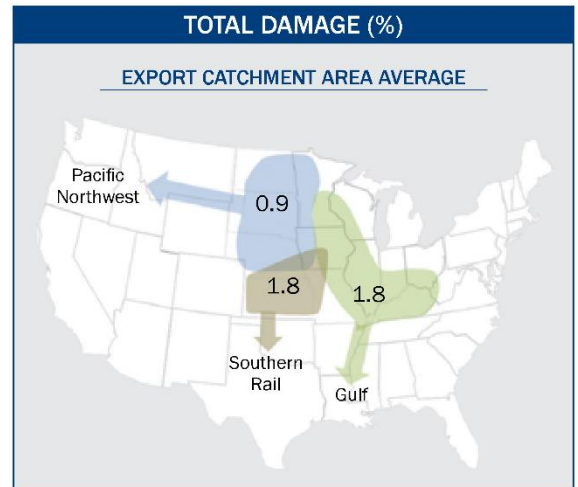 TOTAL DAMAGE (%)
EXPORT CATCHMENT AREA AVERAGE
Pacific
Northwest
0.9
1.8
1.8
Southern
Rail
Gulf